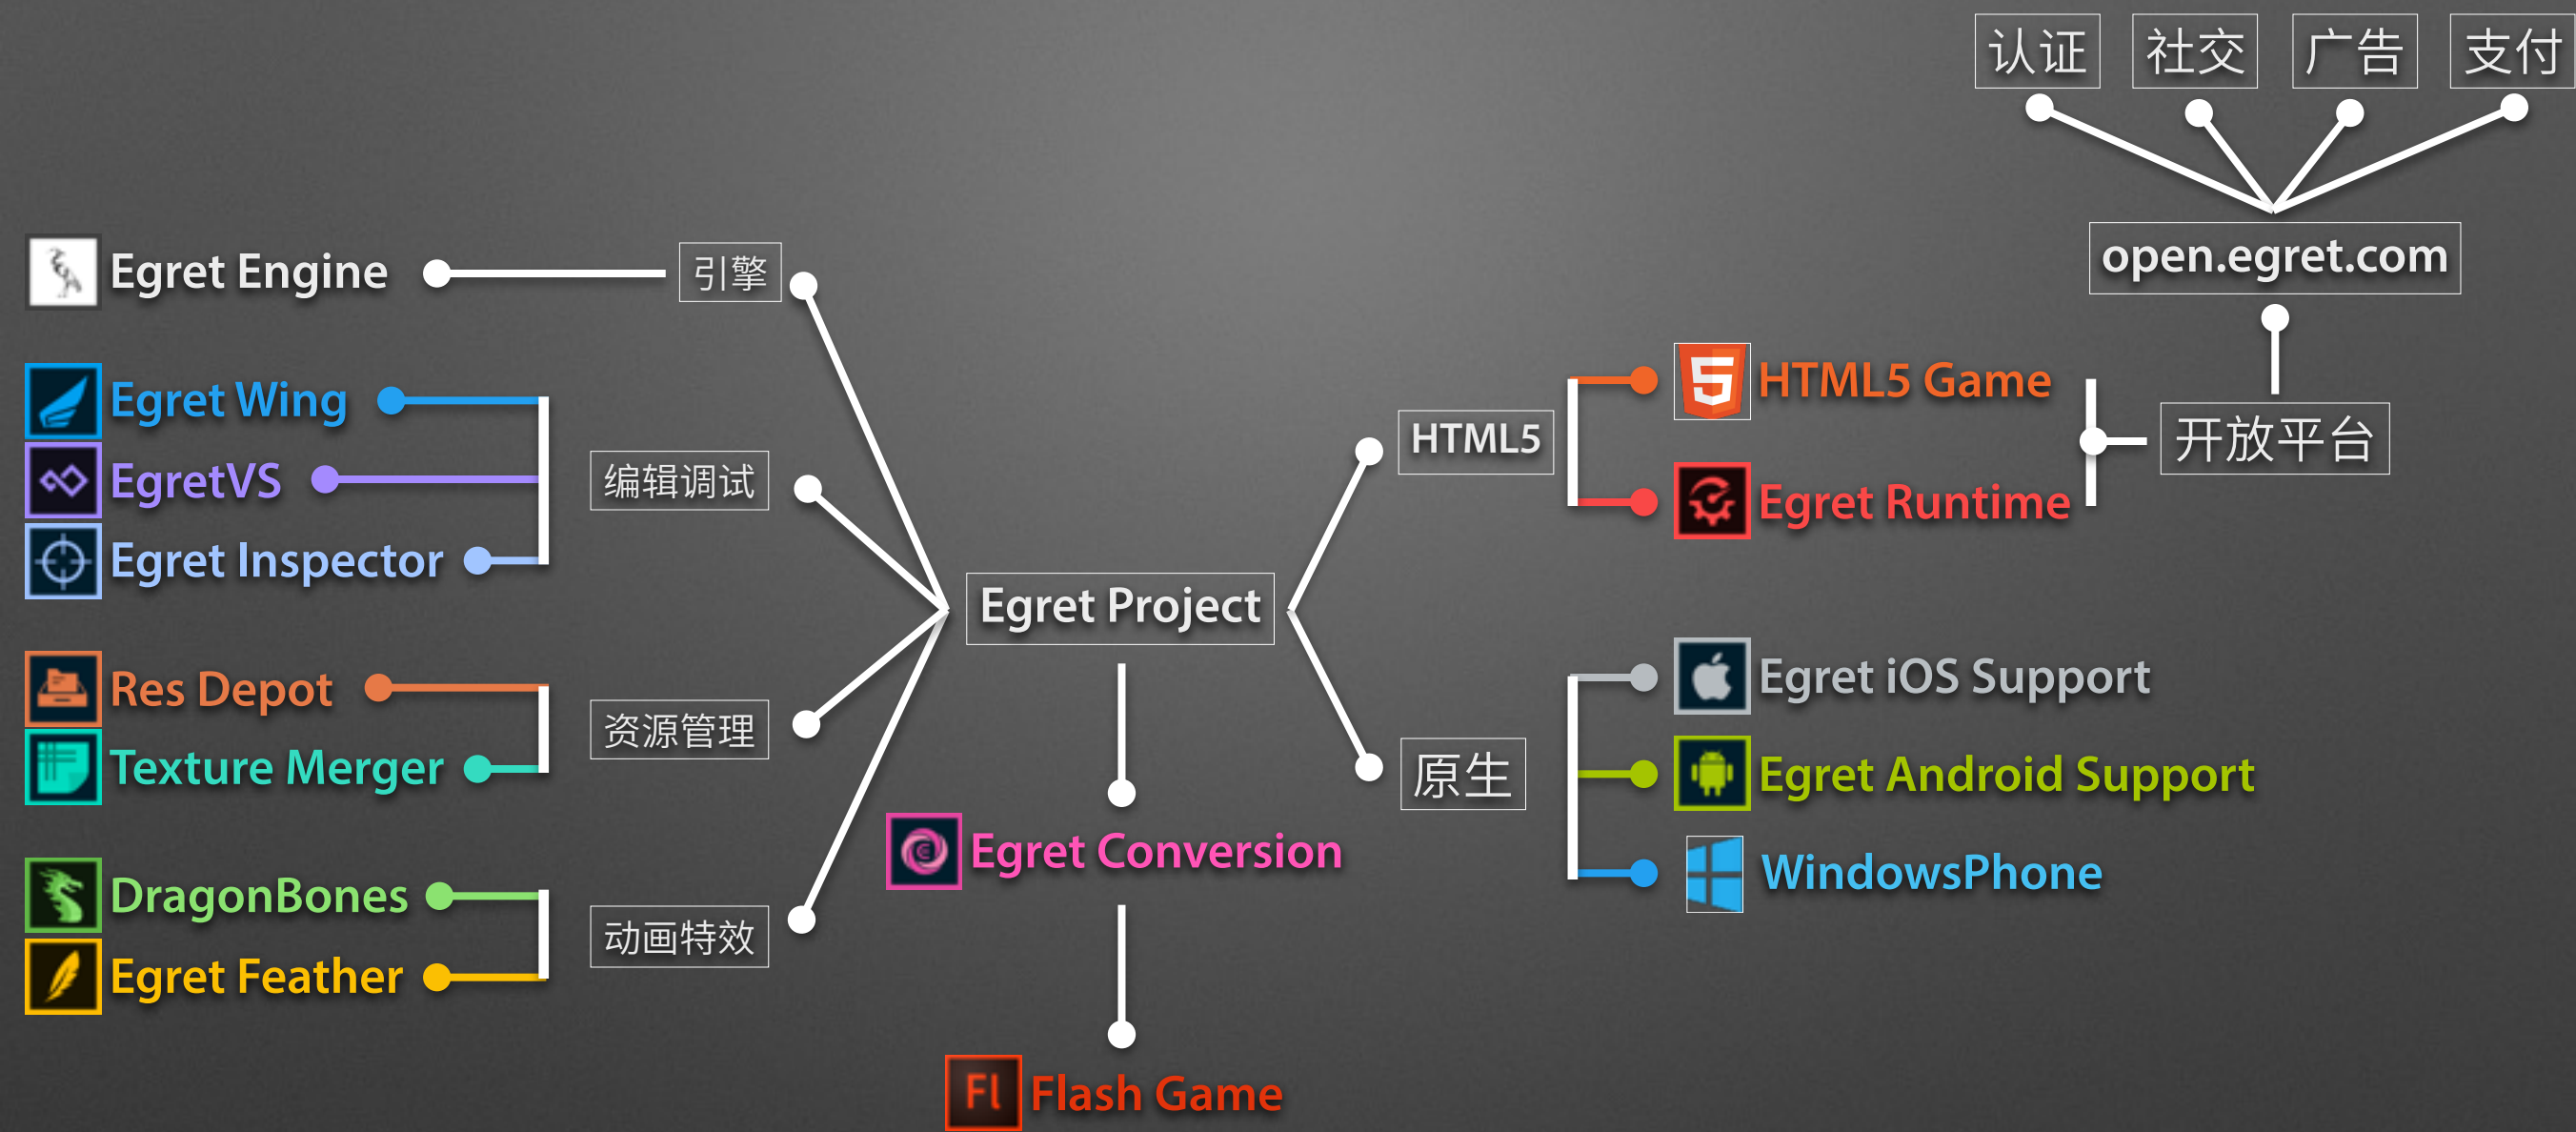 认证
社交
广告
支付
open.egret.com
开放平台
Egret Engine
引擎
Egret Wing
EgretVS
Egret Inspector
编辑调试
Res Depot
Texture Merger
资源管理
DragonBones
Egret Feather
动画特效
Egret Project
Egret Conversion
Fl
Flash Game
HTML5
HTML5 Game
Egret Runtime
原生
Egret iOS Support
Egret Android Support
WindowsPhone